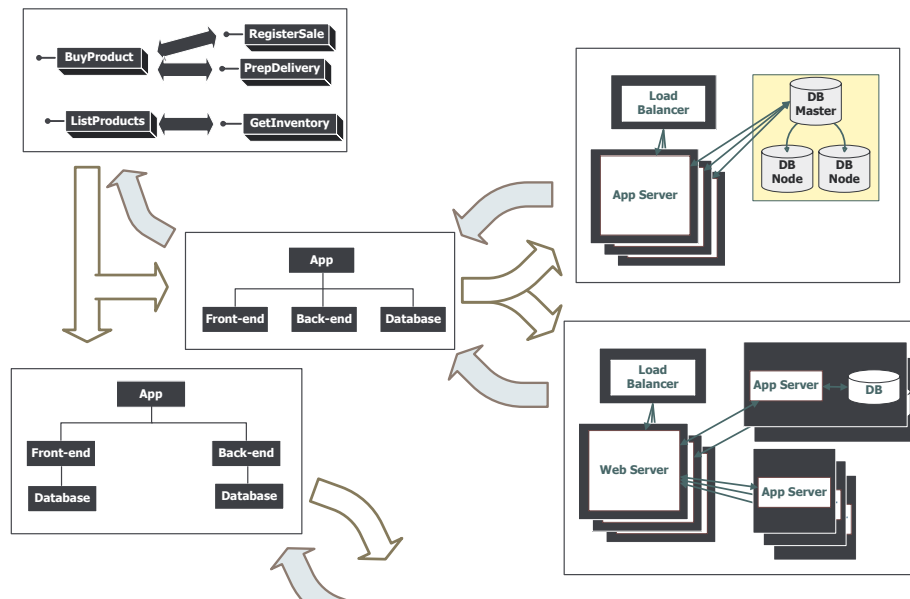 RegisterSale
BuyProduct
PrepDelivery
ListProducts
GetInventory
Load
Balancer
DB
Master
DB
Node
DB
Node
App Server
App
Front-end
Back-end
Database
Load
Balancer
App Server
DB
Web Server
App Server
App
Front-end
Back-end
Database
Database